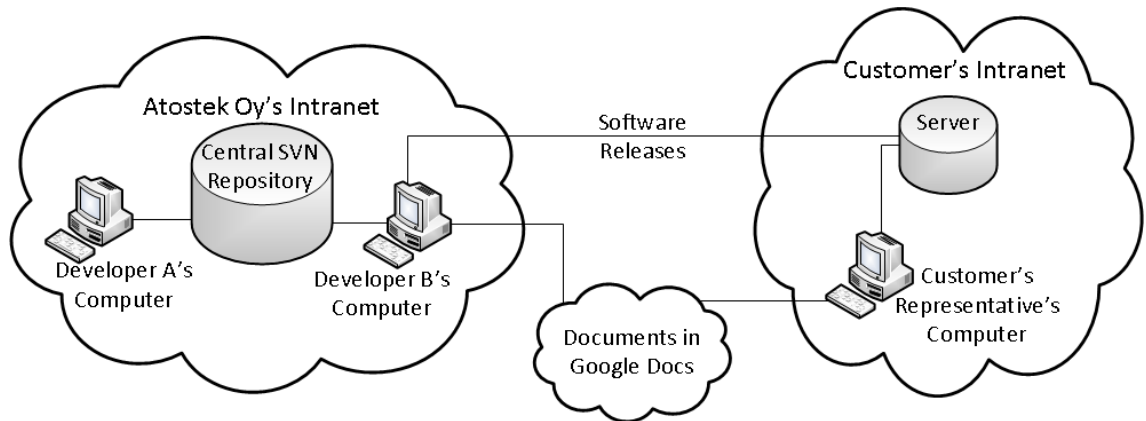 Atostek Oy's Intranet
Central SVN
Repository
Developer A's
Computer
Developer B's
Computer
Software
Releases
Documents in
Google Docs
Customer's Intranet
Server
Customer's
Representative's
Computer